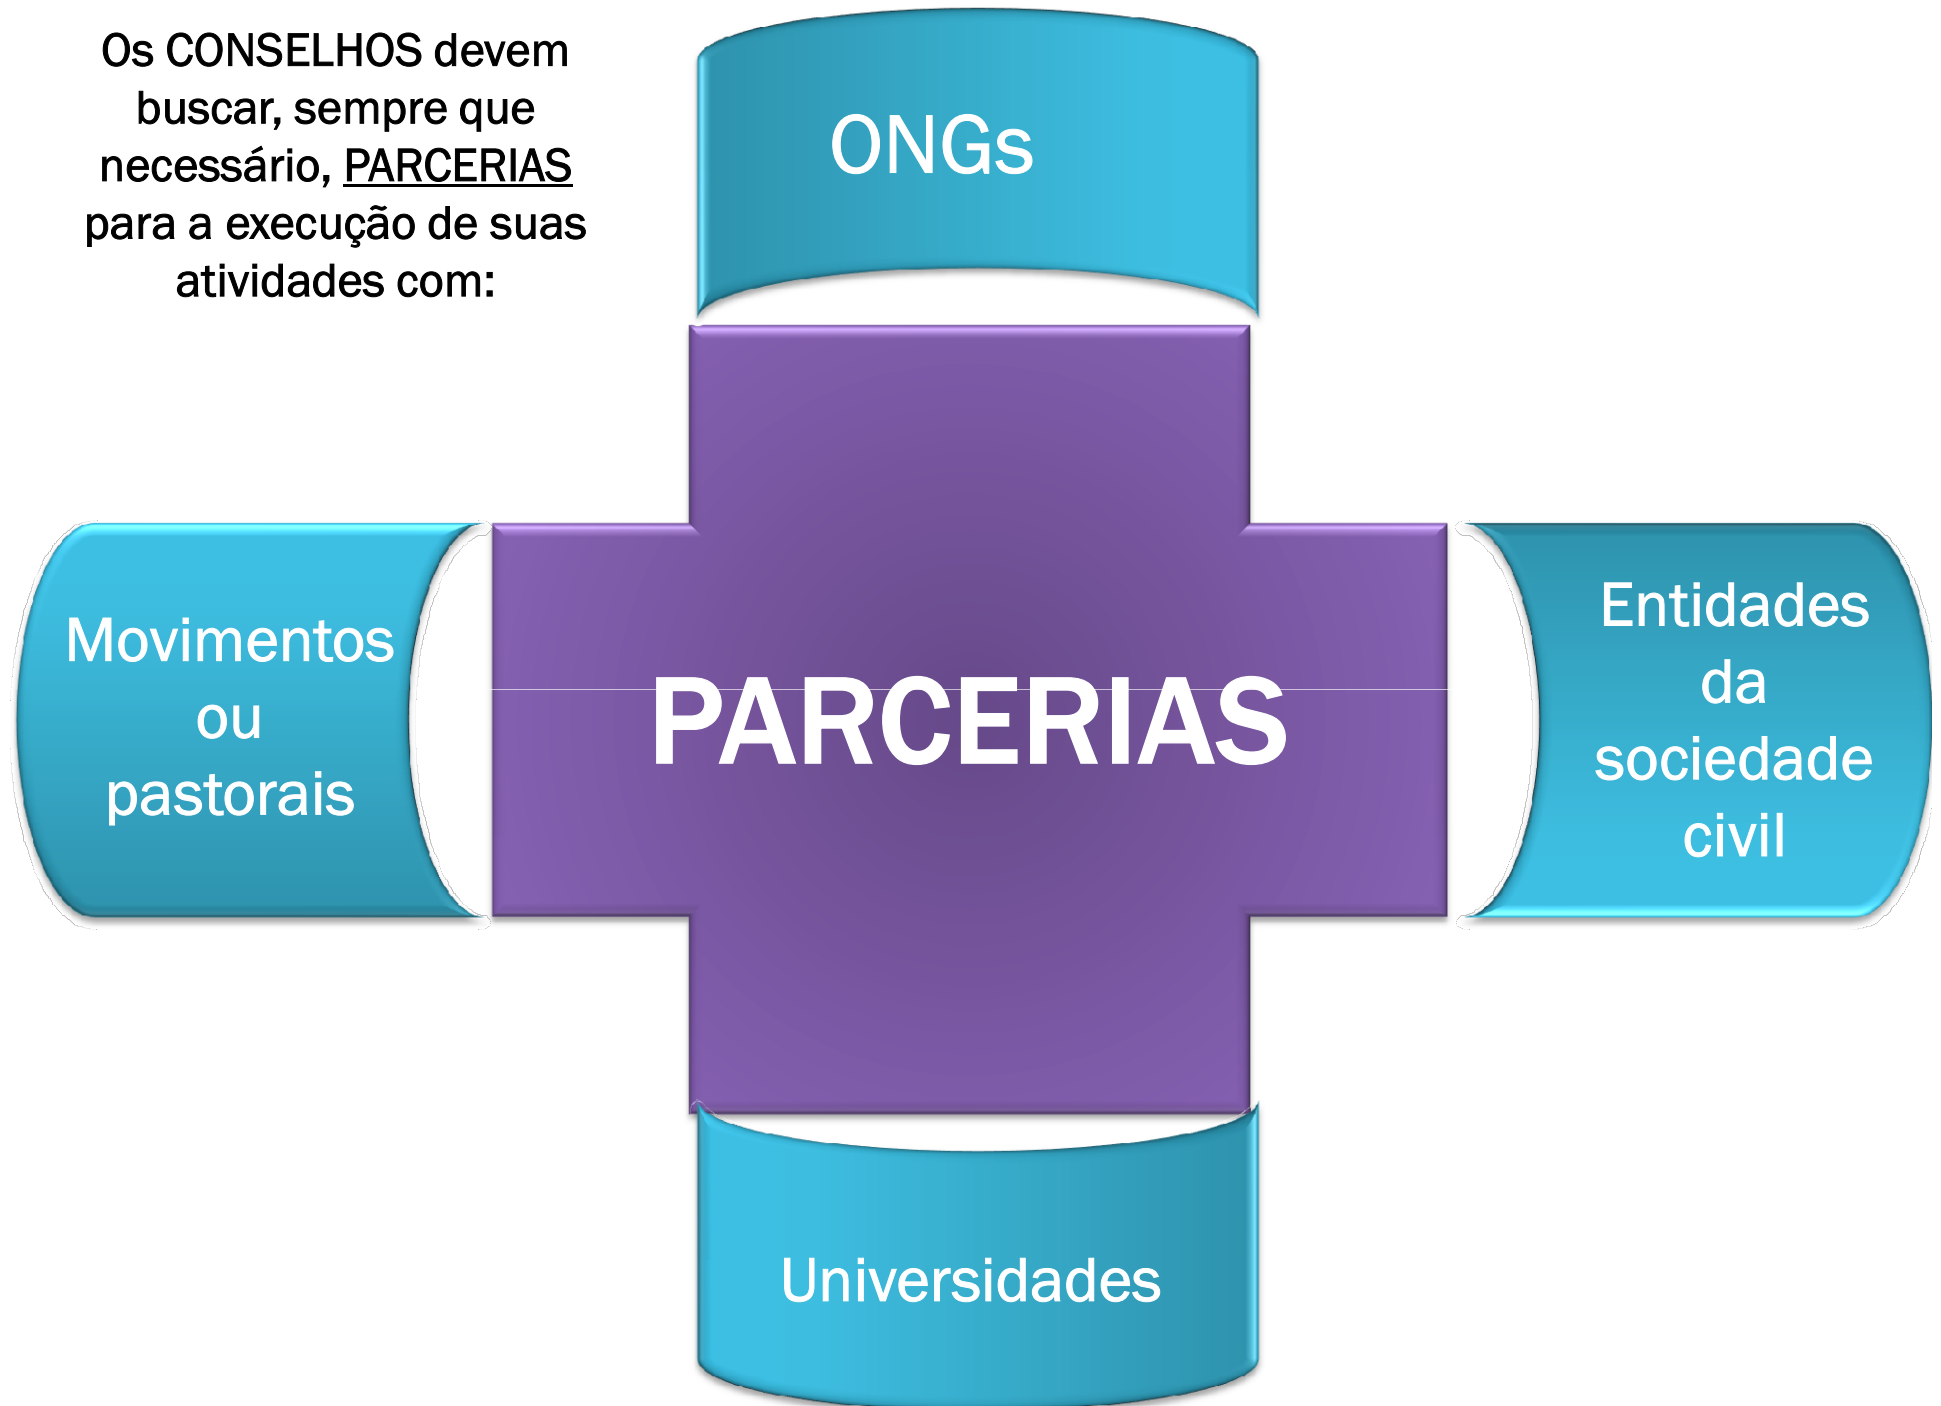 Os CONSELHOS devem
buscar, sempre que
necessário, PARCERIAS
para a execução de suas
atividades com:
ONGs
Movimentos
ou
pastorais
PARCERIAS
Entidades
da
sociedade
civil
Universidades